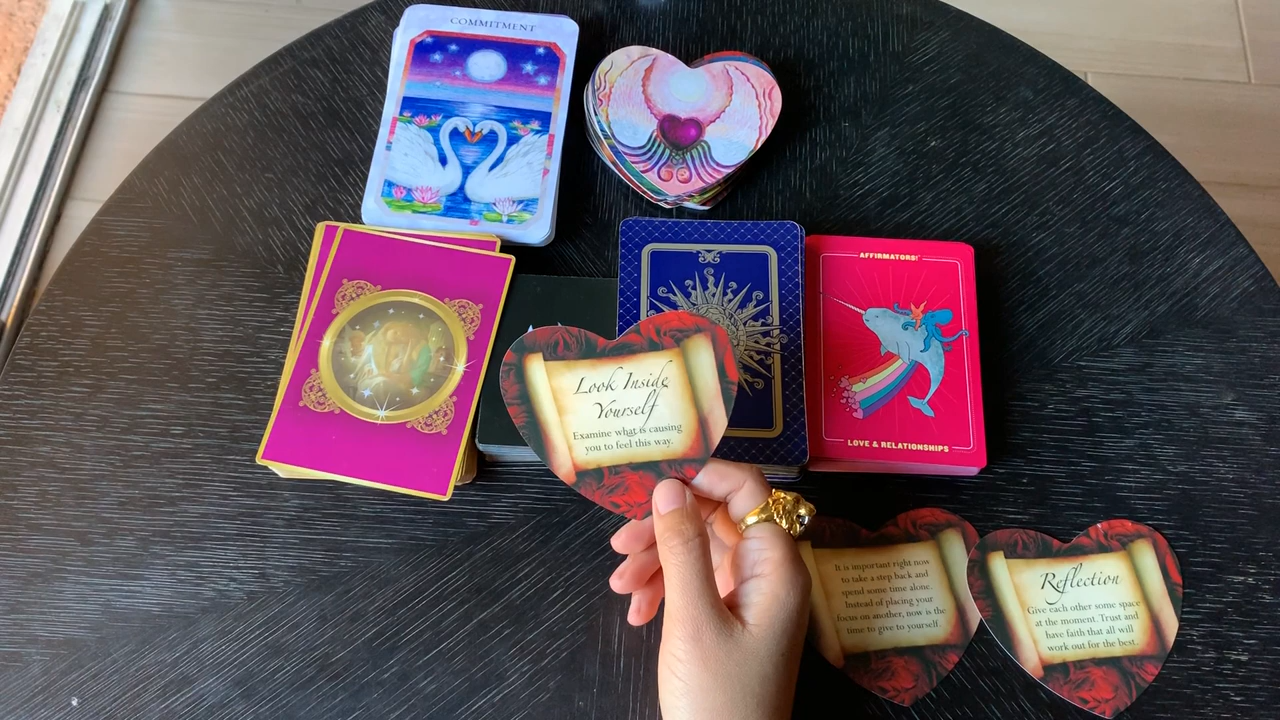 COMMITMENT
AFFIRMATORS!
LOVE & RELATIONSHIPS
Look Inside
Yourself
Examine what is causing
you to feel this way.
It is important right now
to take a step back and
spend some time alone.
Instead of placing your
focus on another, now is the
time to give to yourself.
Reflection
Give each other some space
at the moment. Trust and
have faith that all will
work out for the best.